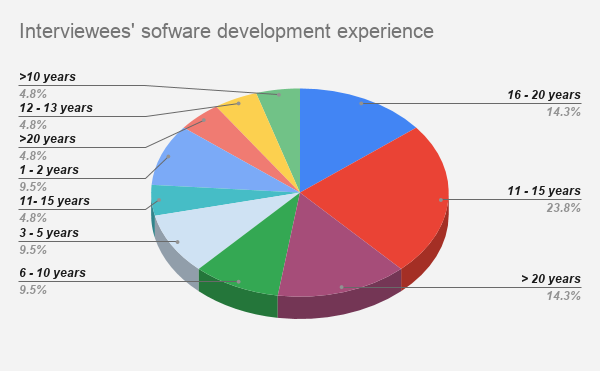 Interviewees' sofware development experience
>10 years
4.8%
12 - 13 years
4.8%
>20 years
4.8%
1 - 2 years
9.5%
11- 15 years
4.8%
3 - 5 years
9.5%
6 - 10 years
9.5%
16 - 20 years
14.3%
11 - 15 years
23.8%
> 20 years
14.3%